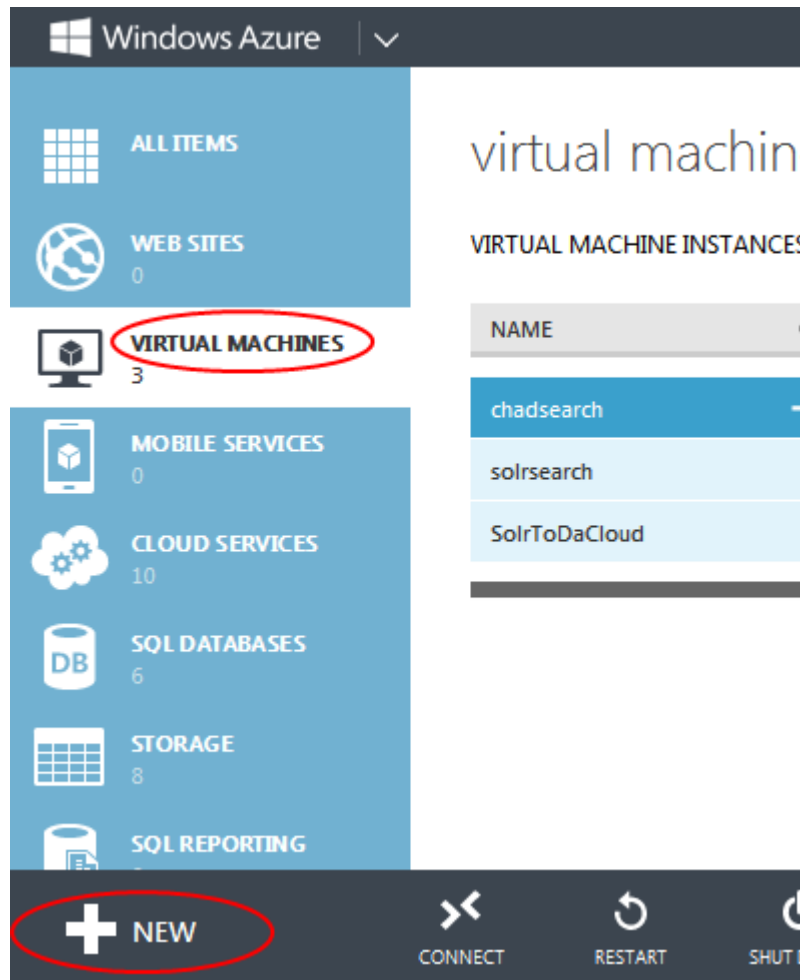 Windows Azure
ALL ITEMS
WEB SITES
0
VIRTUAL MACHINES
3
MOBILE SERVICES
0
CLOUD SERVICES
10
SQL DATABASES
6
DB
STORAGE
8
SQL REPORTING
virtual machin
VIRTUAL MACHINE INSTANCES
NAME
chadsearch
solrsearch
SolrToDaCloud
NEW
CONNECT
RESTART
SHUT